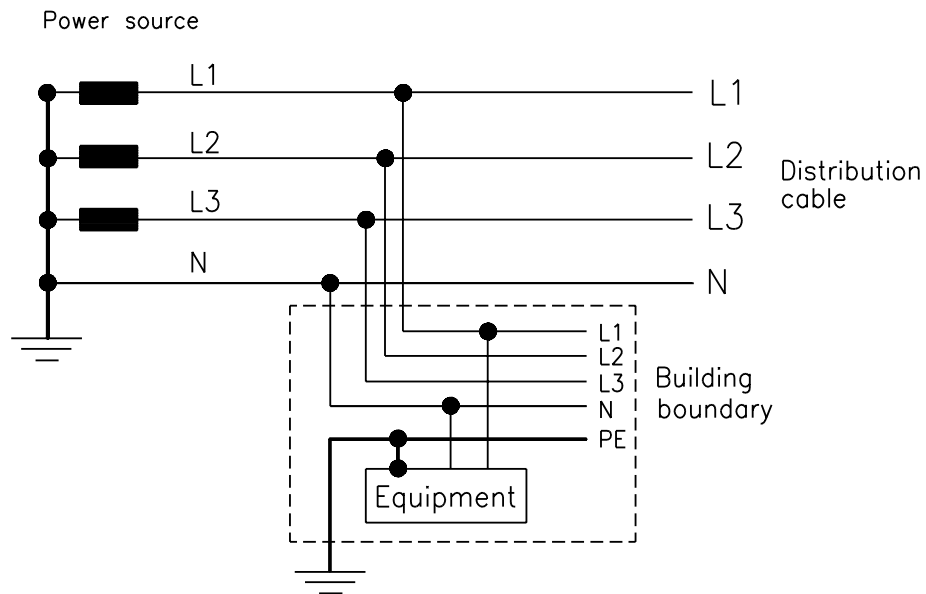 Power source
L1
L1
L2
L2
Distribution
cable
L3
L3
N
N
L1
L2
L3
N
PE
Building
boundary
Equipment